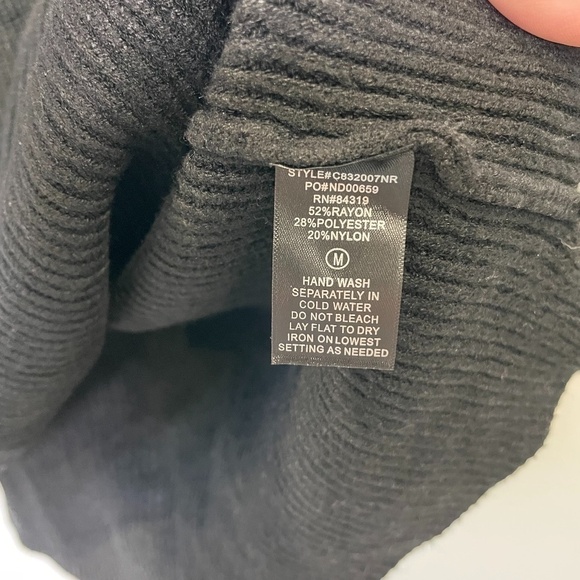 STYLE#C832007NR
PO#ND00659
RN#84319
52%RAYON
28%POLYESTER
20%NYLON
M
HAND WASH
SEPARATELY IN
COLD WATER
DO NOT BLEACH
LAY FLAT TO DRY
IRON ON LOWEST
SETTING AS NEEDED